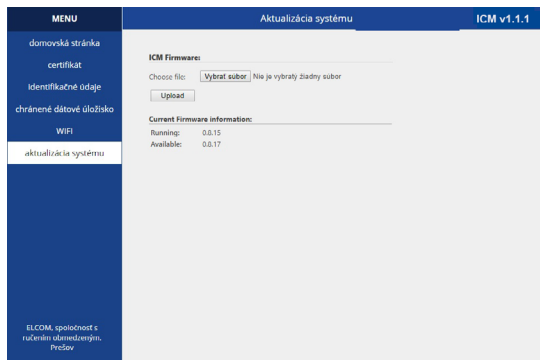 MENU
Aktualizácia systému
ICM v1.1.1
domovská stránka
certifikát
identifikačné údaje
chránené dátové úložisko
WIFI
aktualizácia systému
ICM Firmware:
Choose file: Vybrať súbor Nie je vybratý žiadny súbor
Upload
Current Firmware information:
Running: 0.0.15
Available: 0.0.17
ELCOM, spoločnosť s
ručením obmedzeným,
Prešov